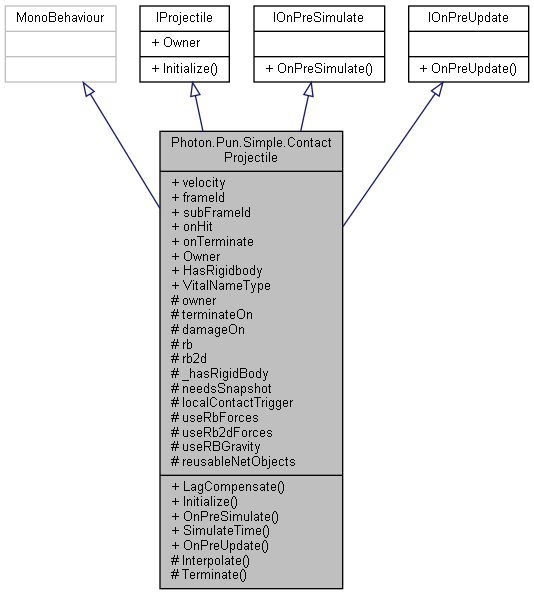 MonoBehaviour
IProjectile
+ Owner
+ Initialize()
IOnPreSimulate
+ OnPreSimulate()
IOnPreUpdate
+ OnPreUpdate()
Photon.Pun.Simple.Contact
Projectile
+ velocity
+ frameId
+ subFrameId
+ onHit
+ onTerminate
+ Owner
+ HasRigidbody
+ VitalNameType
# owner
# terminateOn
# damageOn
# rb
# rb2d
# _hasRigidBody
# needsSnapshot
# localContactTrigger
# useRbForces
# useRb2dForces
# useRBGravity
# reusableNetObjects
+ LagCompensate()
+ Initialize()
+ OnPreSimulate()
+ SimulateTime()
+ OnPreUpdate()
# Interpolate()
# Terminate()